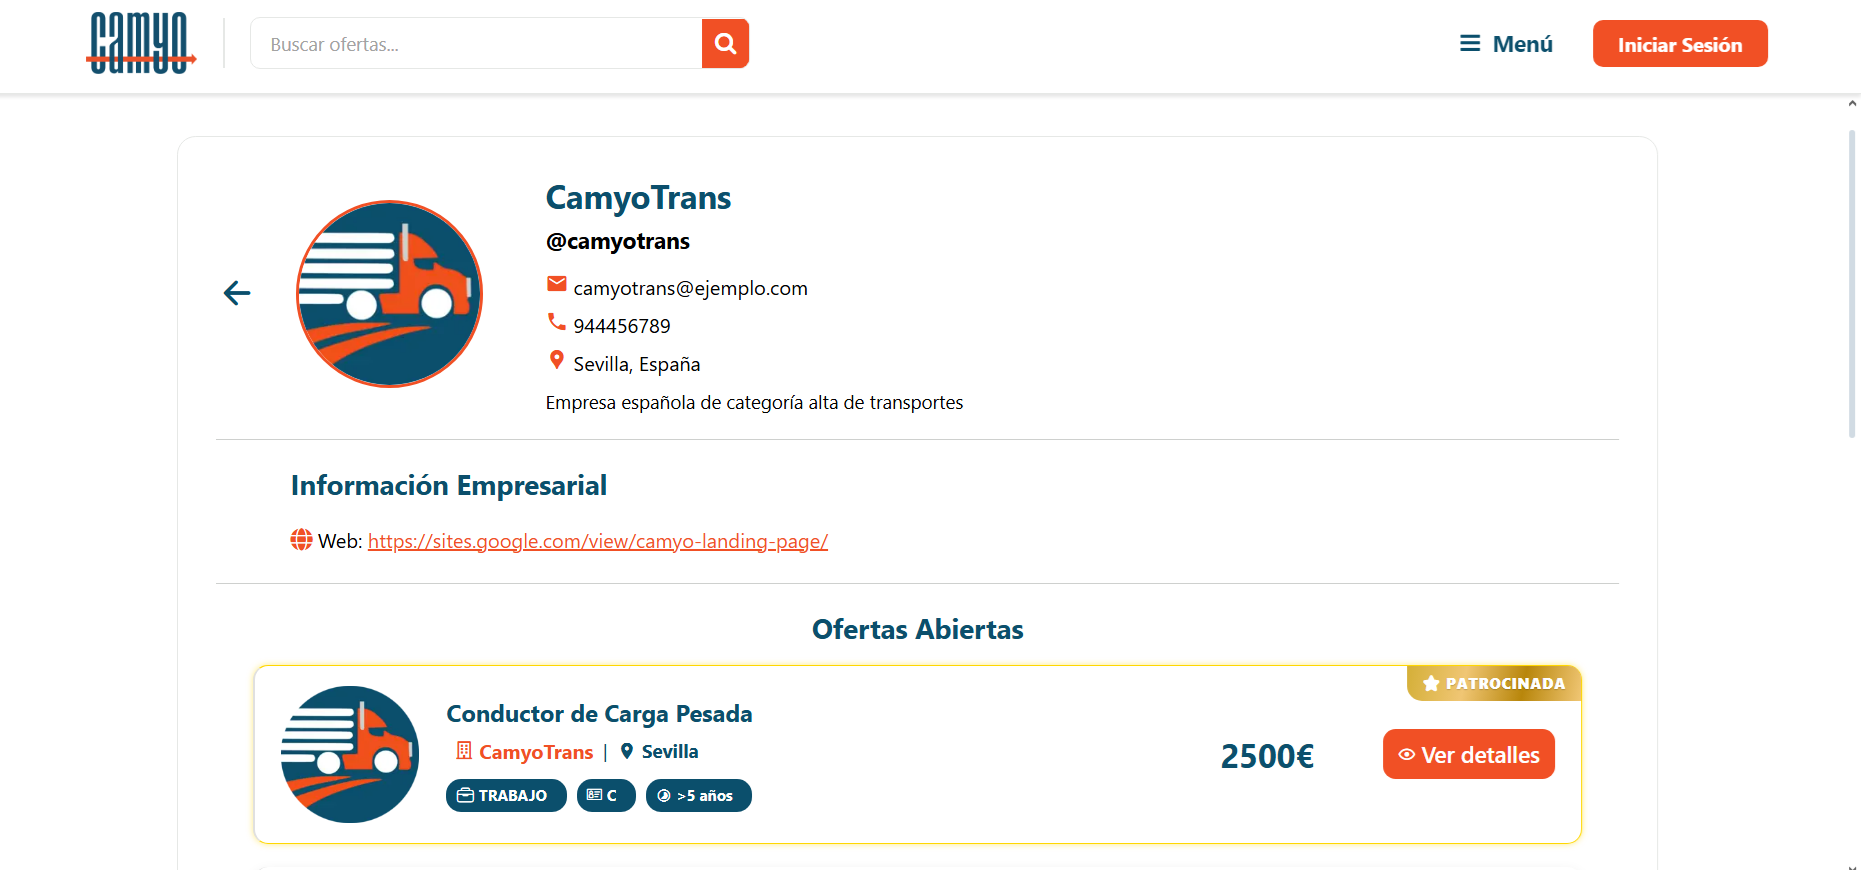 camyo
Buscar ofertas...
Menú
Iniciar Sesión
CamyoTrans
@camyotrans
camyotrans@ejemplo.com
944456789
Sevilla, España
Empresa española de categoría alta de transportes
Información Empresarial
Web: https://sites.google.com/view/camyo-landing-page/
Ofertas Abiertas
PATROCINADA
Conductor de Carga Pesada
CamyoTrans | Sevilla
2500€
Ver detalles
TRABAJO C >5 años